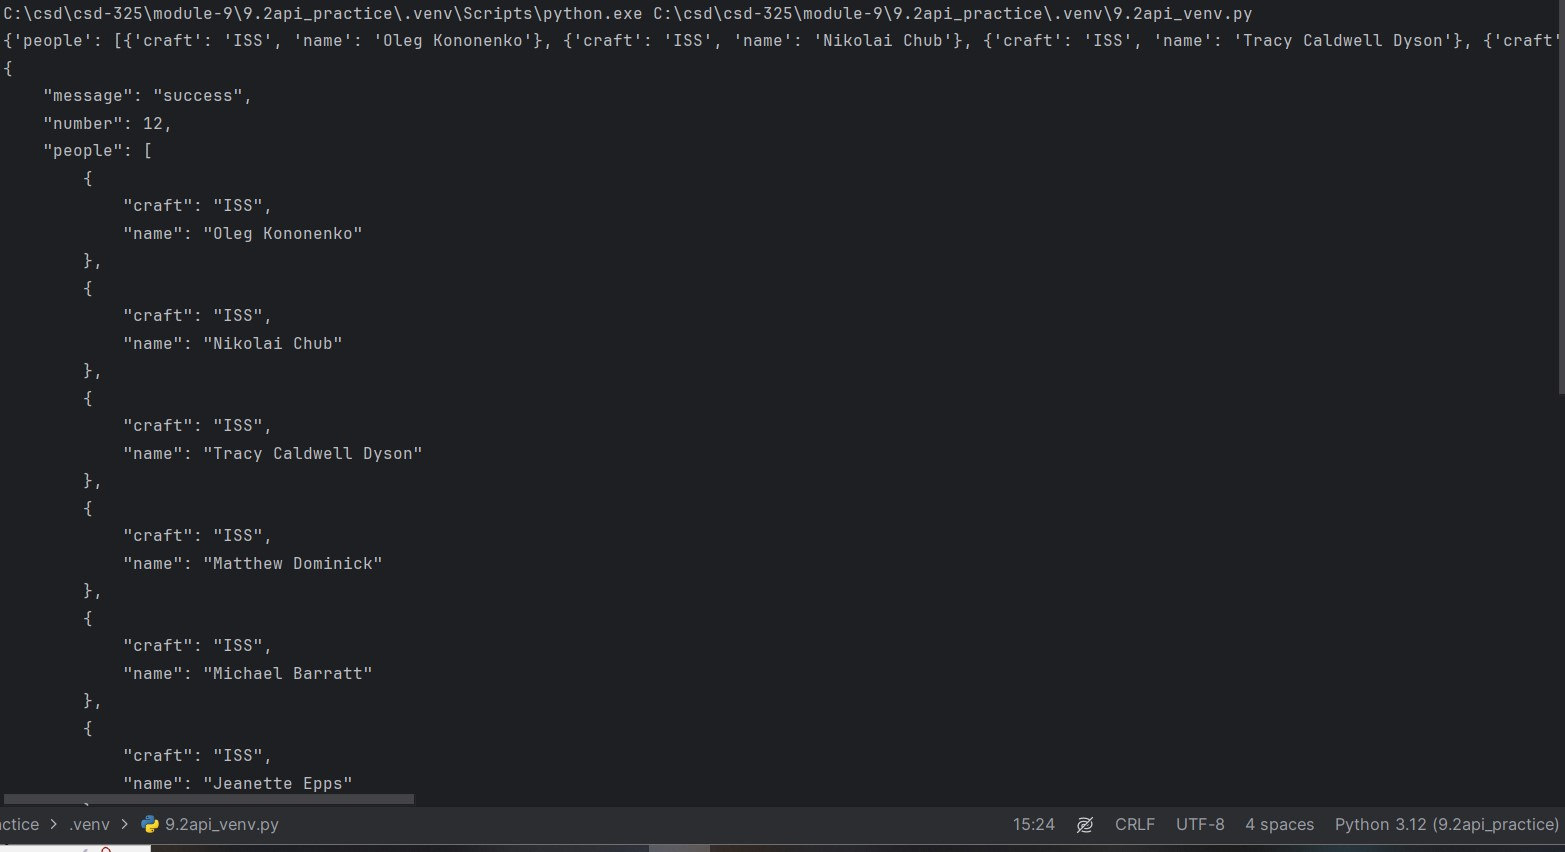 C:\csd\csd-325\module-9\9.2api_practice\.venv\Scripts\python.exe C:\csd\csd-325\module-9\9.2api_practice\.venv\9.2api_venv.py
{'people': [{'craft': 'ISS', 'name': 'Oleg Kononenko'}, {'craft': 'ISS', 'name': 'Nikolai Chub'}, {'craft': 'ISS', 'name': 'Tracy Caldwell Dyson'}, {'craft'
{
    "message": "success",
    "number": 12,
    "people": [
        {
            "craft": "ISS",
            "name": "Oleg Kononenko"
        },
        {
            "craft": "ISS",
            "name": "Nikolai Chub"
        },
        {
            "craft": "ISS",
            "name": "Tracy Caldwell Dyson"
        },
        {
            "craft": "ISS",
            "name": "Matthew Dominick"
        },
        {
            "craft": "ISS",
            "name": "Michael Barratt"
        },
        {
            "craft": "ISS",
            "name": "Jeanette Epps"
ctice > .venv > 9.2api_venv.py 15:24 CRLF UTF-8 4 spaces Python 3.12 (9.2api_practice)